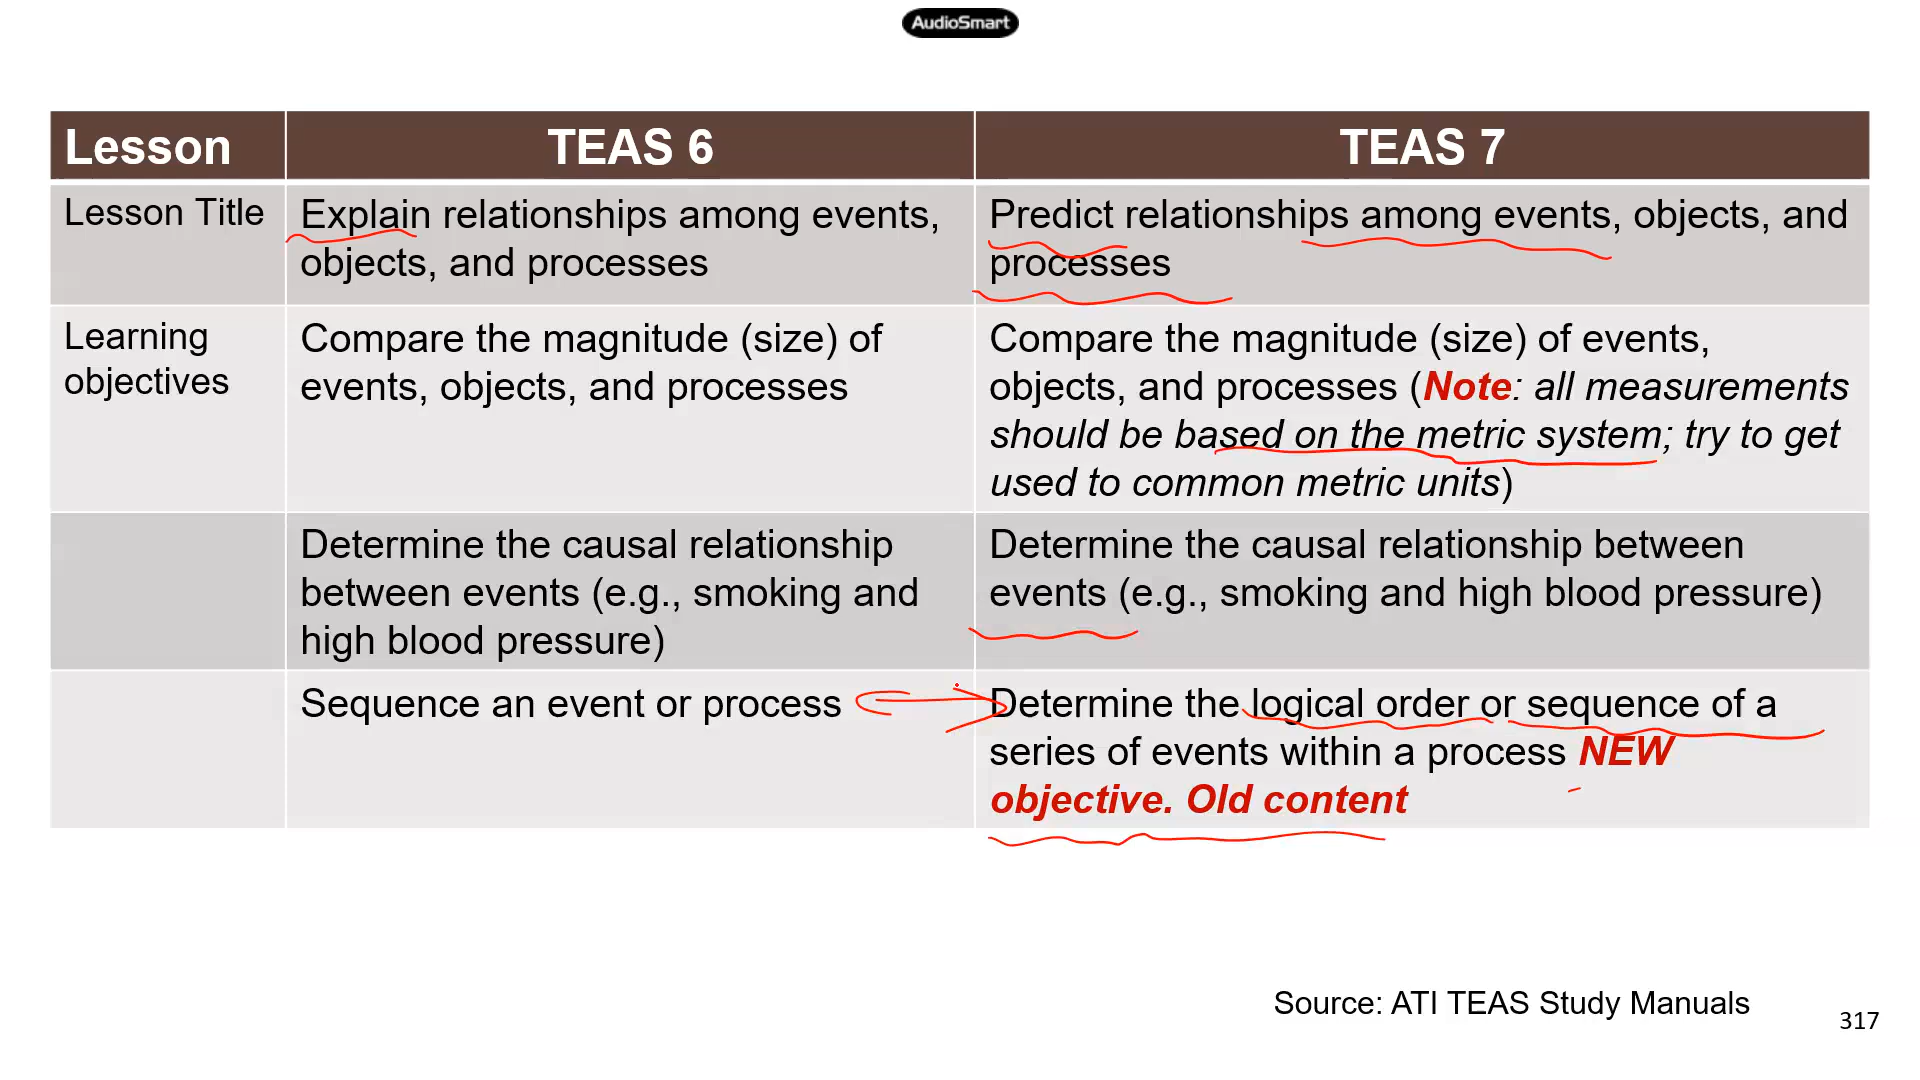 AudioSmart
Lesson
TEAS 6
TEAS 7
Lesson Title
Explain relationships among events,
objects, and processes
Predict relationships among events, objects, and
processes
Learning
objectives
Compare the magnitude (size) of
events, objects, and processes
Compare the magnitude (size) of events,
objects, and processes (Note: all measurements
should be based on the metric system; try to get
used to common metric units)
Determine the causal relationship
between events (e.g., smoking and
high blood pressure)
Determine the causal relationship between
events (e.g., smoking and high blood pressure)
Sequence an event or process
Determine the logical order or sequence of a
series of events within a process NEW
objective. Old content
Source: ATI TEAS Study Manuals
317